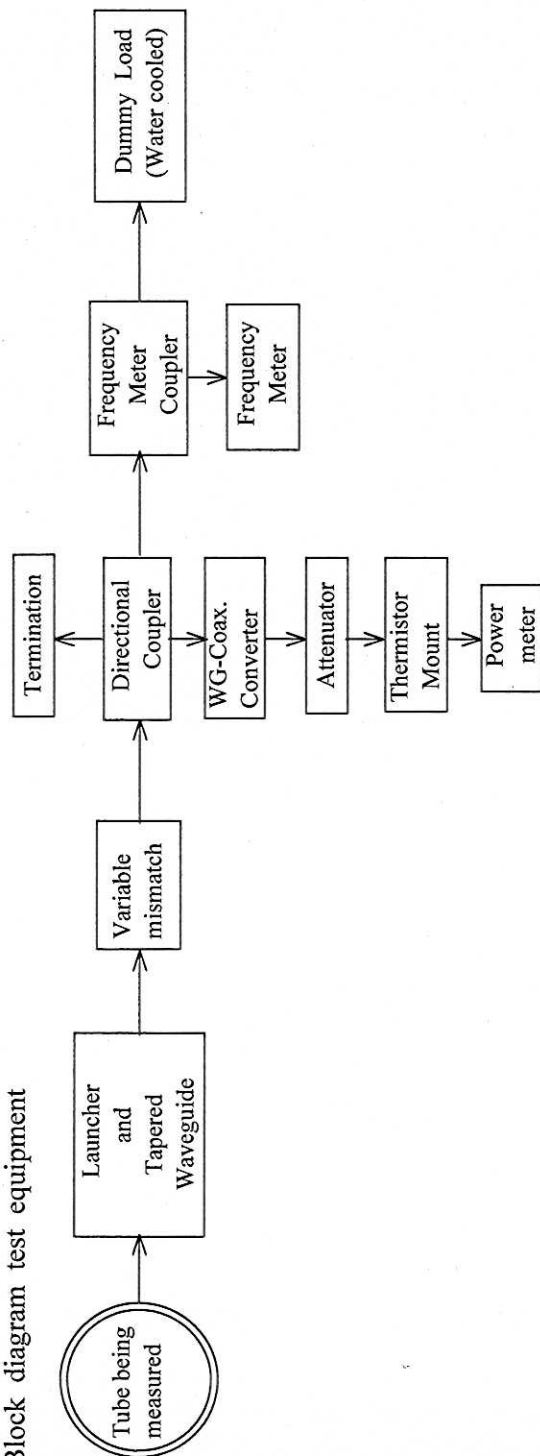 Block diagram test equipment
Tube being
measured
Launcher
and
Tapered
Waveguide
Variable
mismatch
Termination
Directional
Coupler
WG-Coax.
Converter
Attenuator
Thermistor
Mount
Power
meter
Frequency
Meter
Coupler
Frequency
Meter
Dummy Load
(Water cooled)